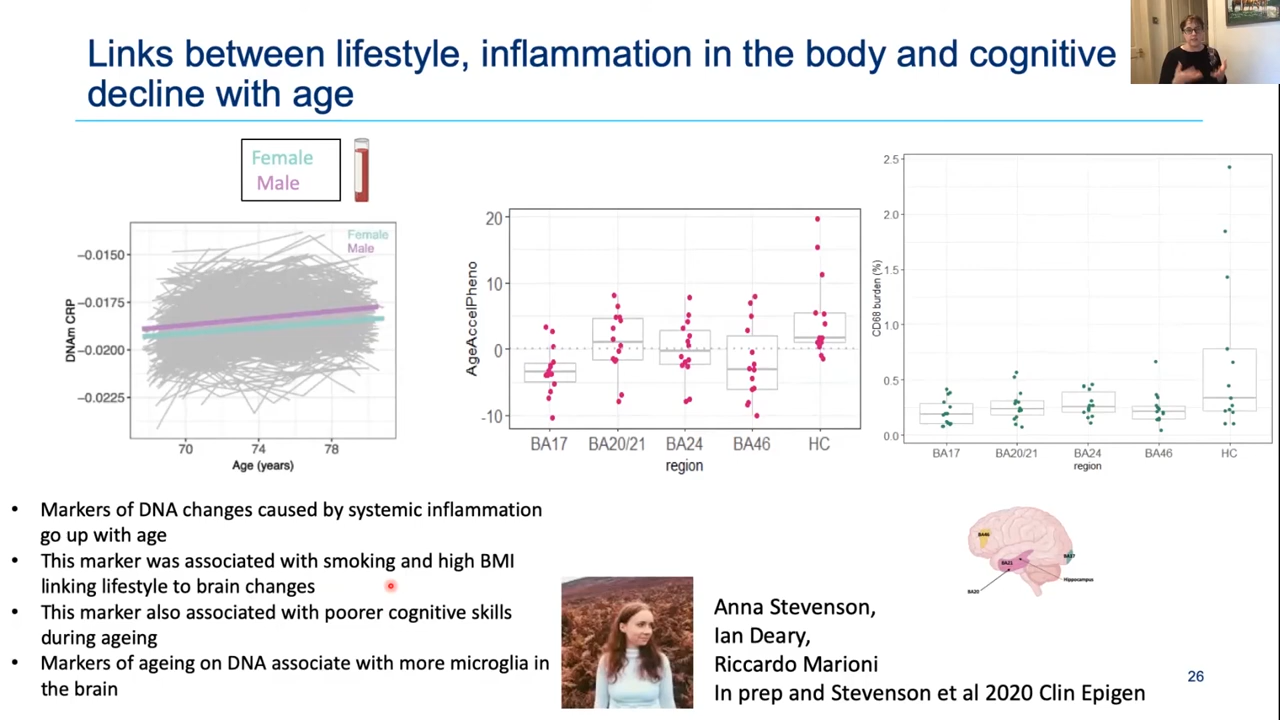 Links between lifestyle, inflammation in the body and cognitive
decline with age
Female
Male
Female
Male
−0.0150
−0.0175
−0.0200
−0.0225
DNAm CRP
70
74
78
Age (years)
20
10
0
-10
AgeAccelPheno
BA17
BA20/21
BA24
BA46
HC
region
2.5
2.0
1.5
1.0
0.5
0.0
CD68 burden (%)
BA17
BA20/21
BA24
BA46
HC
region
• Markers of DNA changes caused by systemic inflammation
go up with age
• This marker was associated with smoking and high BMI
linking lifestyle to brain changes
• This marker also associated with poorer cognitive skills
during ageing
• Markers of ageing on DNA associate with more microglia in
the brain
BA46
BA17
BA21
Hippocampus
BA20
Anna Stevenson,
Ian Deary,
Riccardo Marioni
In prep and Stevenson et al 2020 Clin Epigen
26